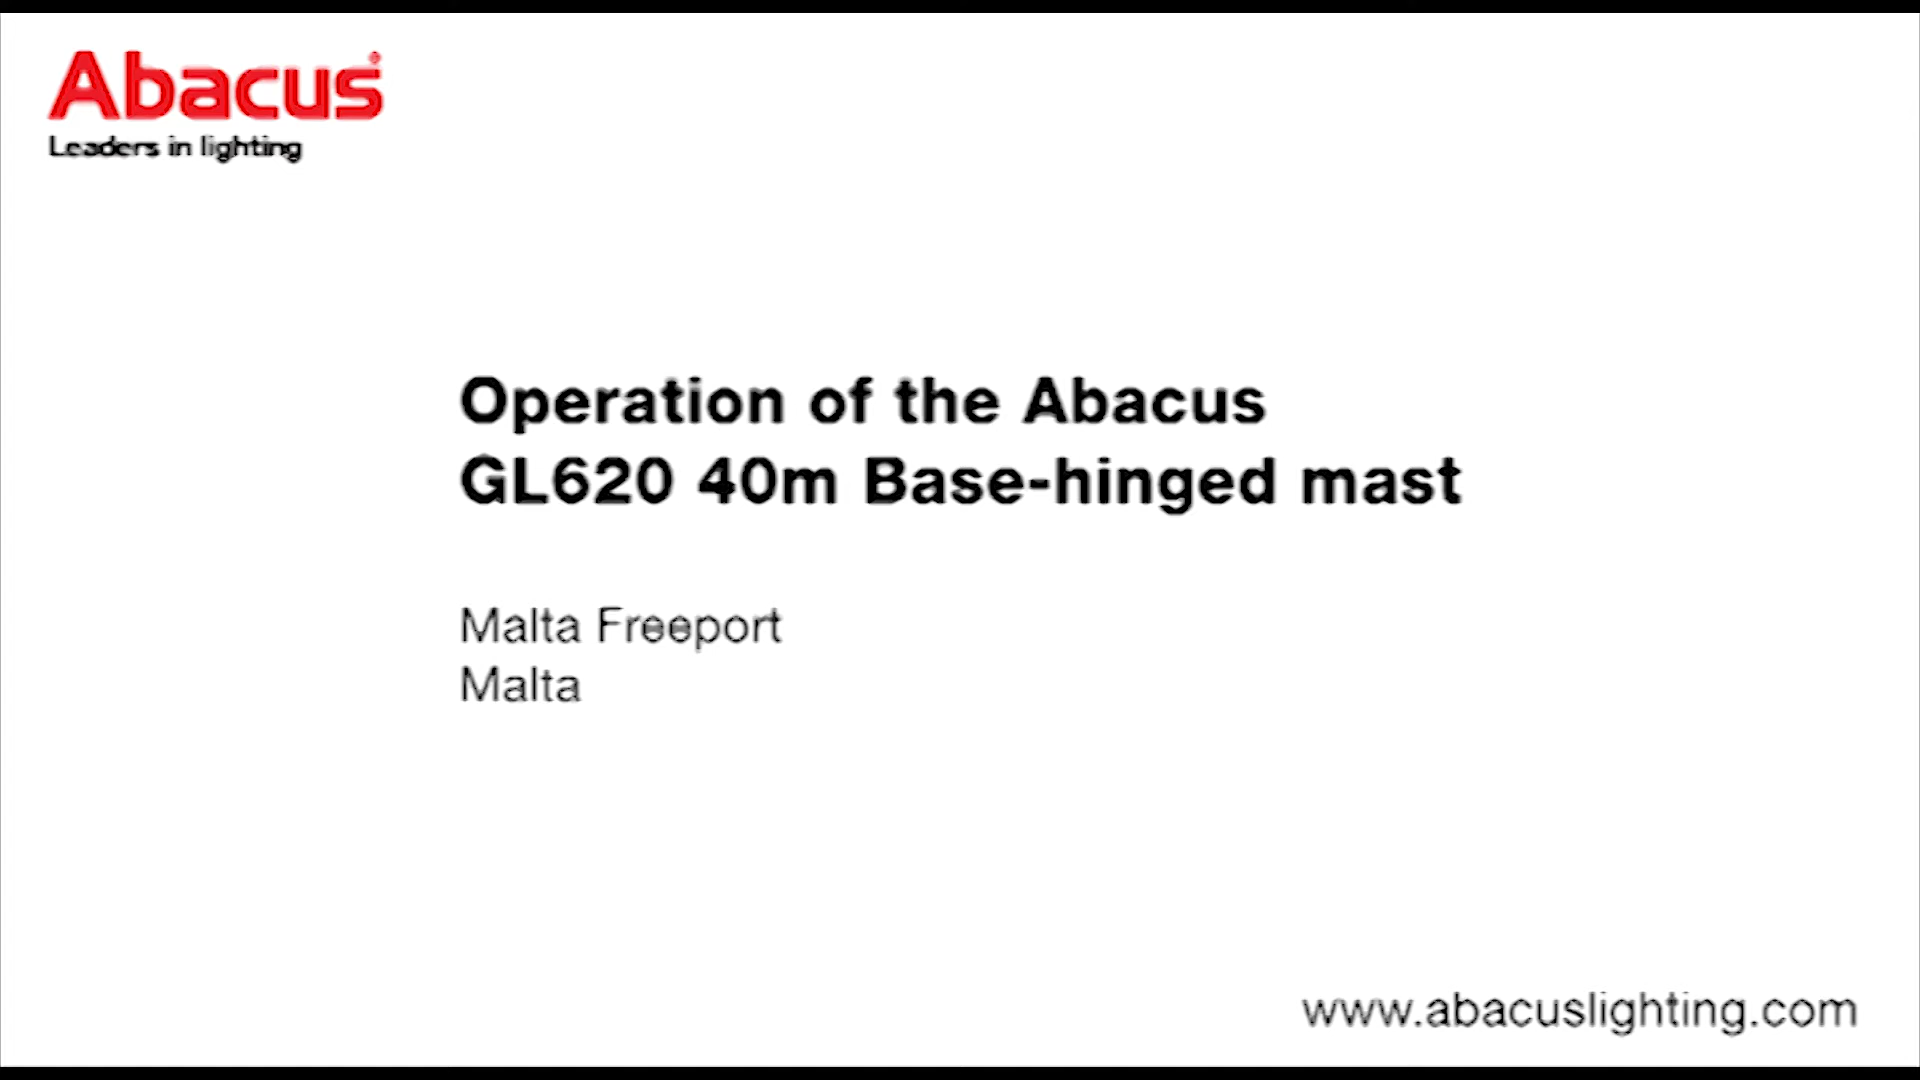 Abacus®
Leaders in lighting
Operation of the Abacus
GL620 40m Base-hinged mast
Malta Freeport
Malta
www.abacuslighting.com